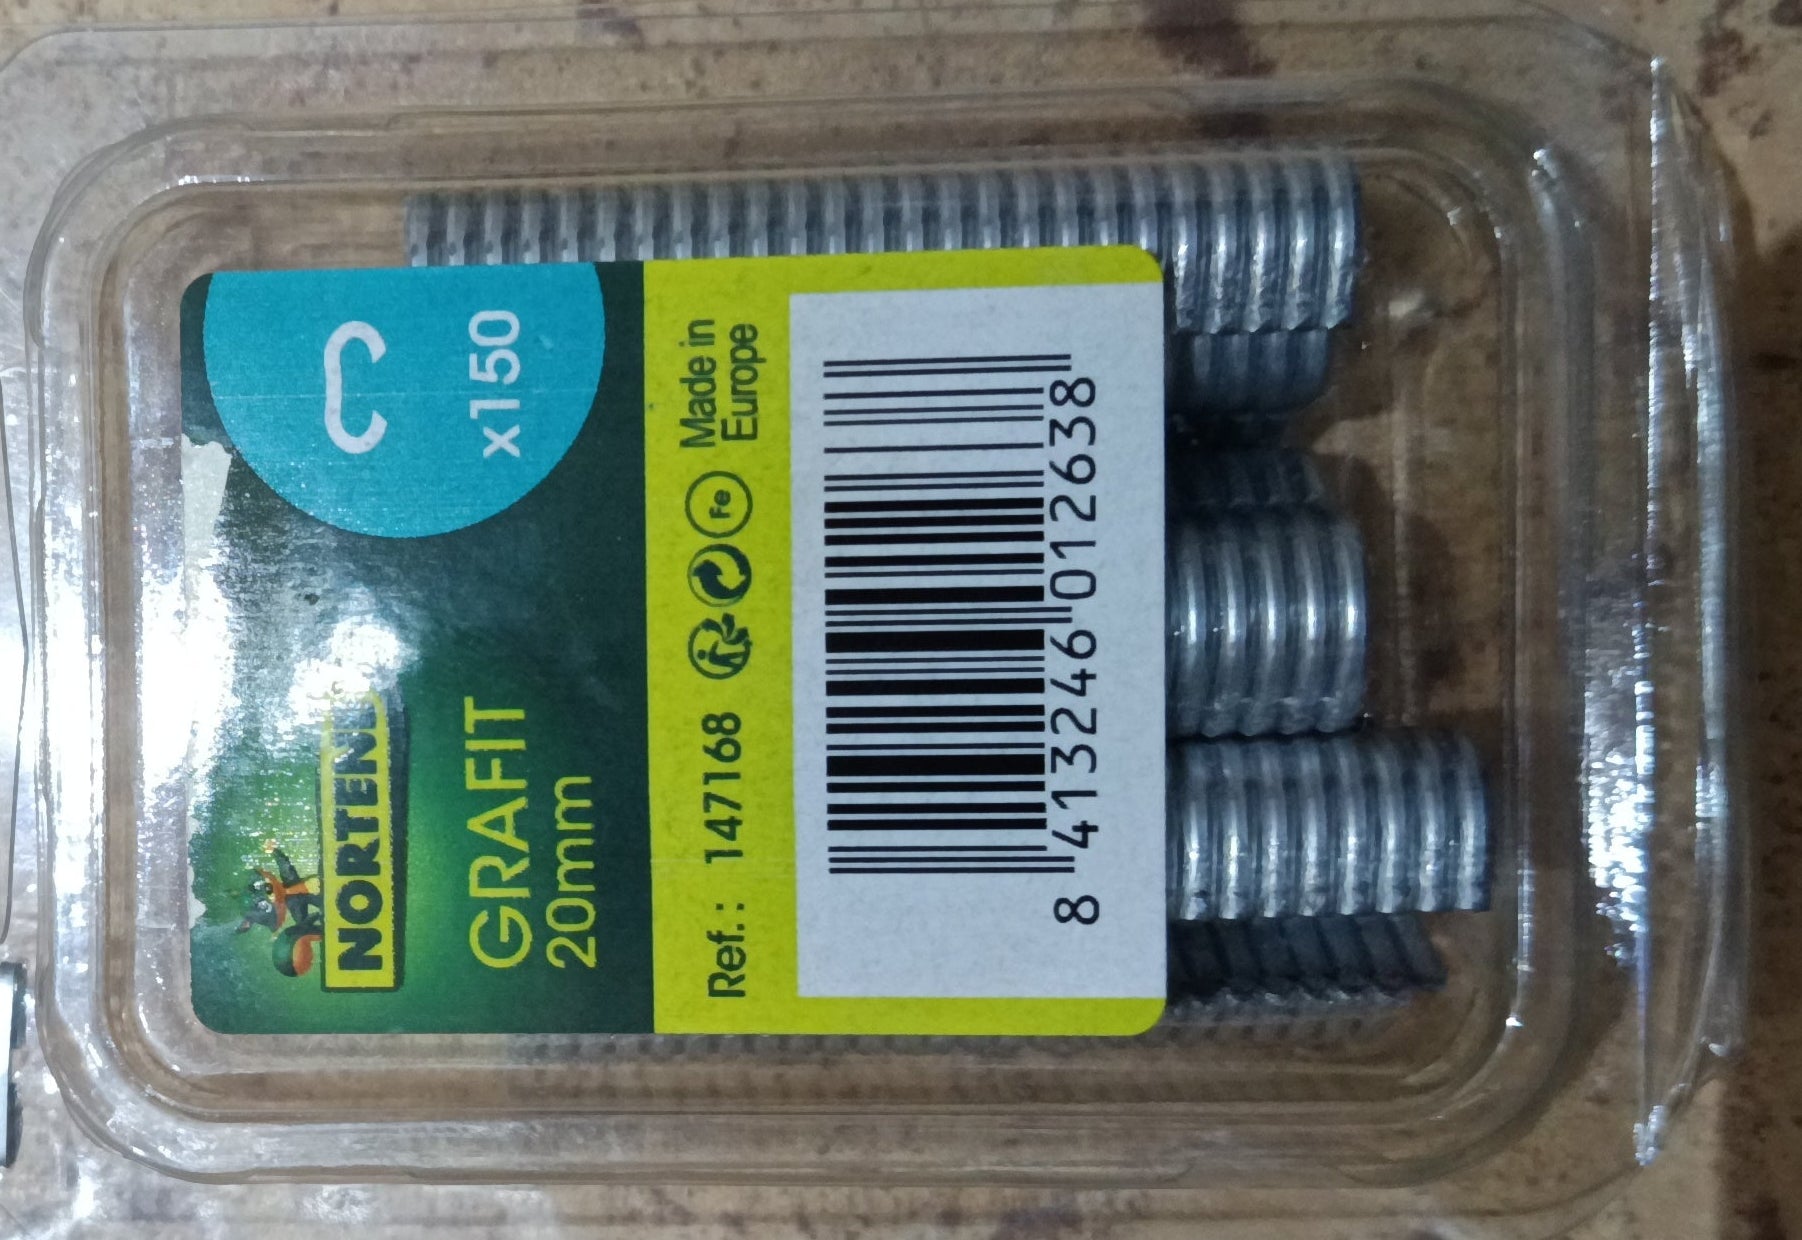 x150
NORTENE
GRAFIT
20mm
Ref.: 147168
Fe
Made in
Europe
8 413246 012638